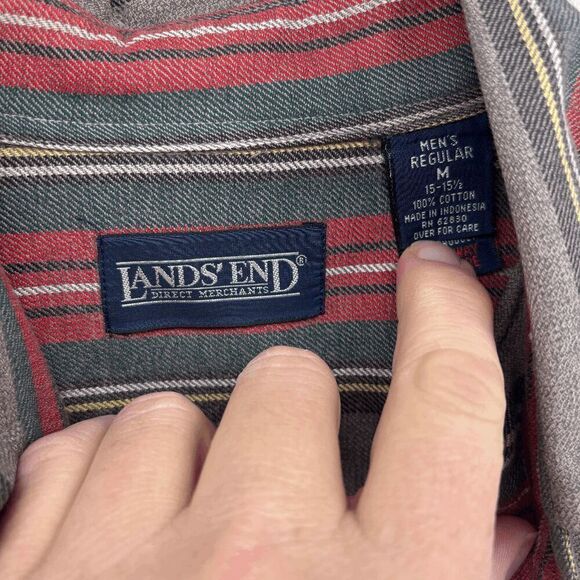 LANDS' END®
DIRECT MERCHANTS
MEN'S
REGULAR
M
15-15½
100% COTTON
MADE IN INDONESIA
RN 62830
OVER FOR CARE